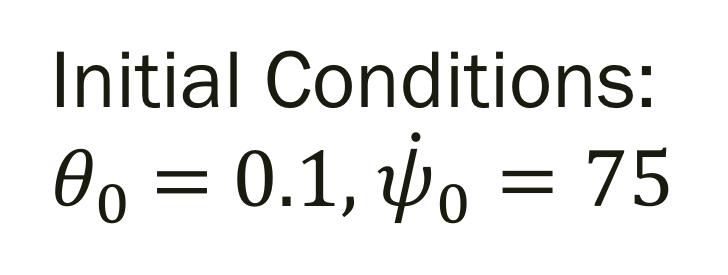 Initial Conditions:
θ₀ = 0.1, ψ̇₀ = 75